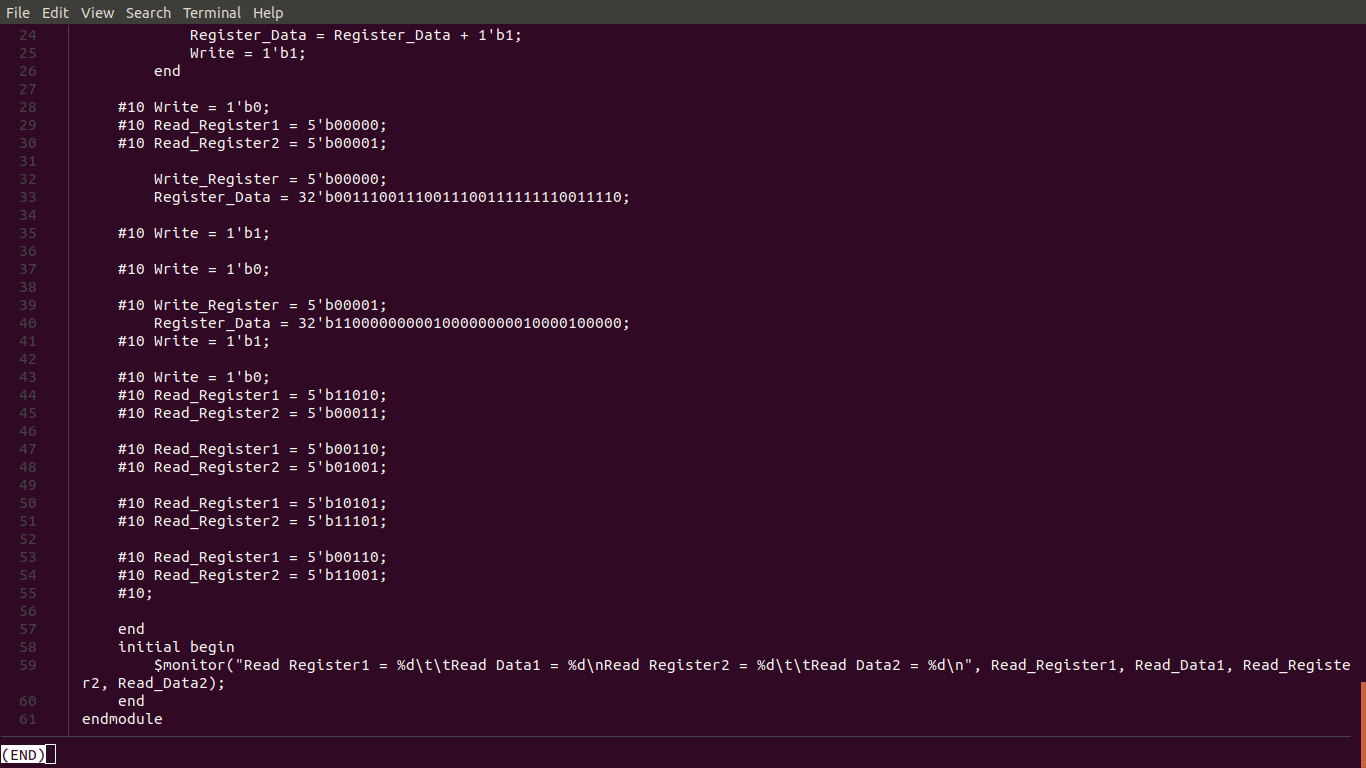 File Edit View Search Terminal Help
24 Register_Data = Register_Data + 1'b1;
25 Write = 1'b1;
26 end
27
28 #10 Write = 1'b0;
29 #10 Read_Register1 = 5'b00000;
30 #10 Read_Register2 = 5'b00001;
31
32 Write_Register = 5'b00000;
33 Register_Data = 32'b00111001110011100111111110011110;
34
35 #10 Write = 1'b1;
36
37 #10 Write = 1'b0;
38
39 #10 Write_Register = 5'b00001;
40 Register_Data = 32'b11000000000100000000010000100000;
41 #10 Write = 1'b1;
42
43 #10 Write = 1'b0;
44 #10 Read_Register1 = 5'b11010;
45 #10 Read_Register2 = 5'b00011;
46
47 #10 Read_Register1 = 5'b00110;
48 #10 Read_Register2 = 5'b01001;
49
50 #10 Read_Register1 = 5'b10101;
51 #10 Read_Register2 = 5'b11101;
52
53 #10 Read_Register1 = 5'b00110;
54 #10 Read_Register2 = 5'b11001;
55 #10;
56
57 end
58 initial begin
59 $monitor("Read Register1 = %d\t\tRead Data1 = %d\nRead Register2 = %d\t\tRead Data2 = %d\n", Read_Register1, Read_Data1, Read_Registe
r2, Read_Data2);
60 end
61 endmodule
(END)